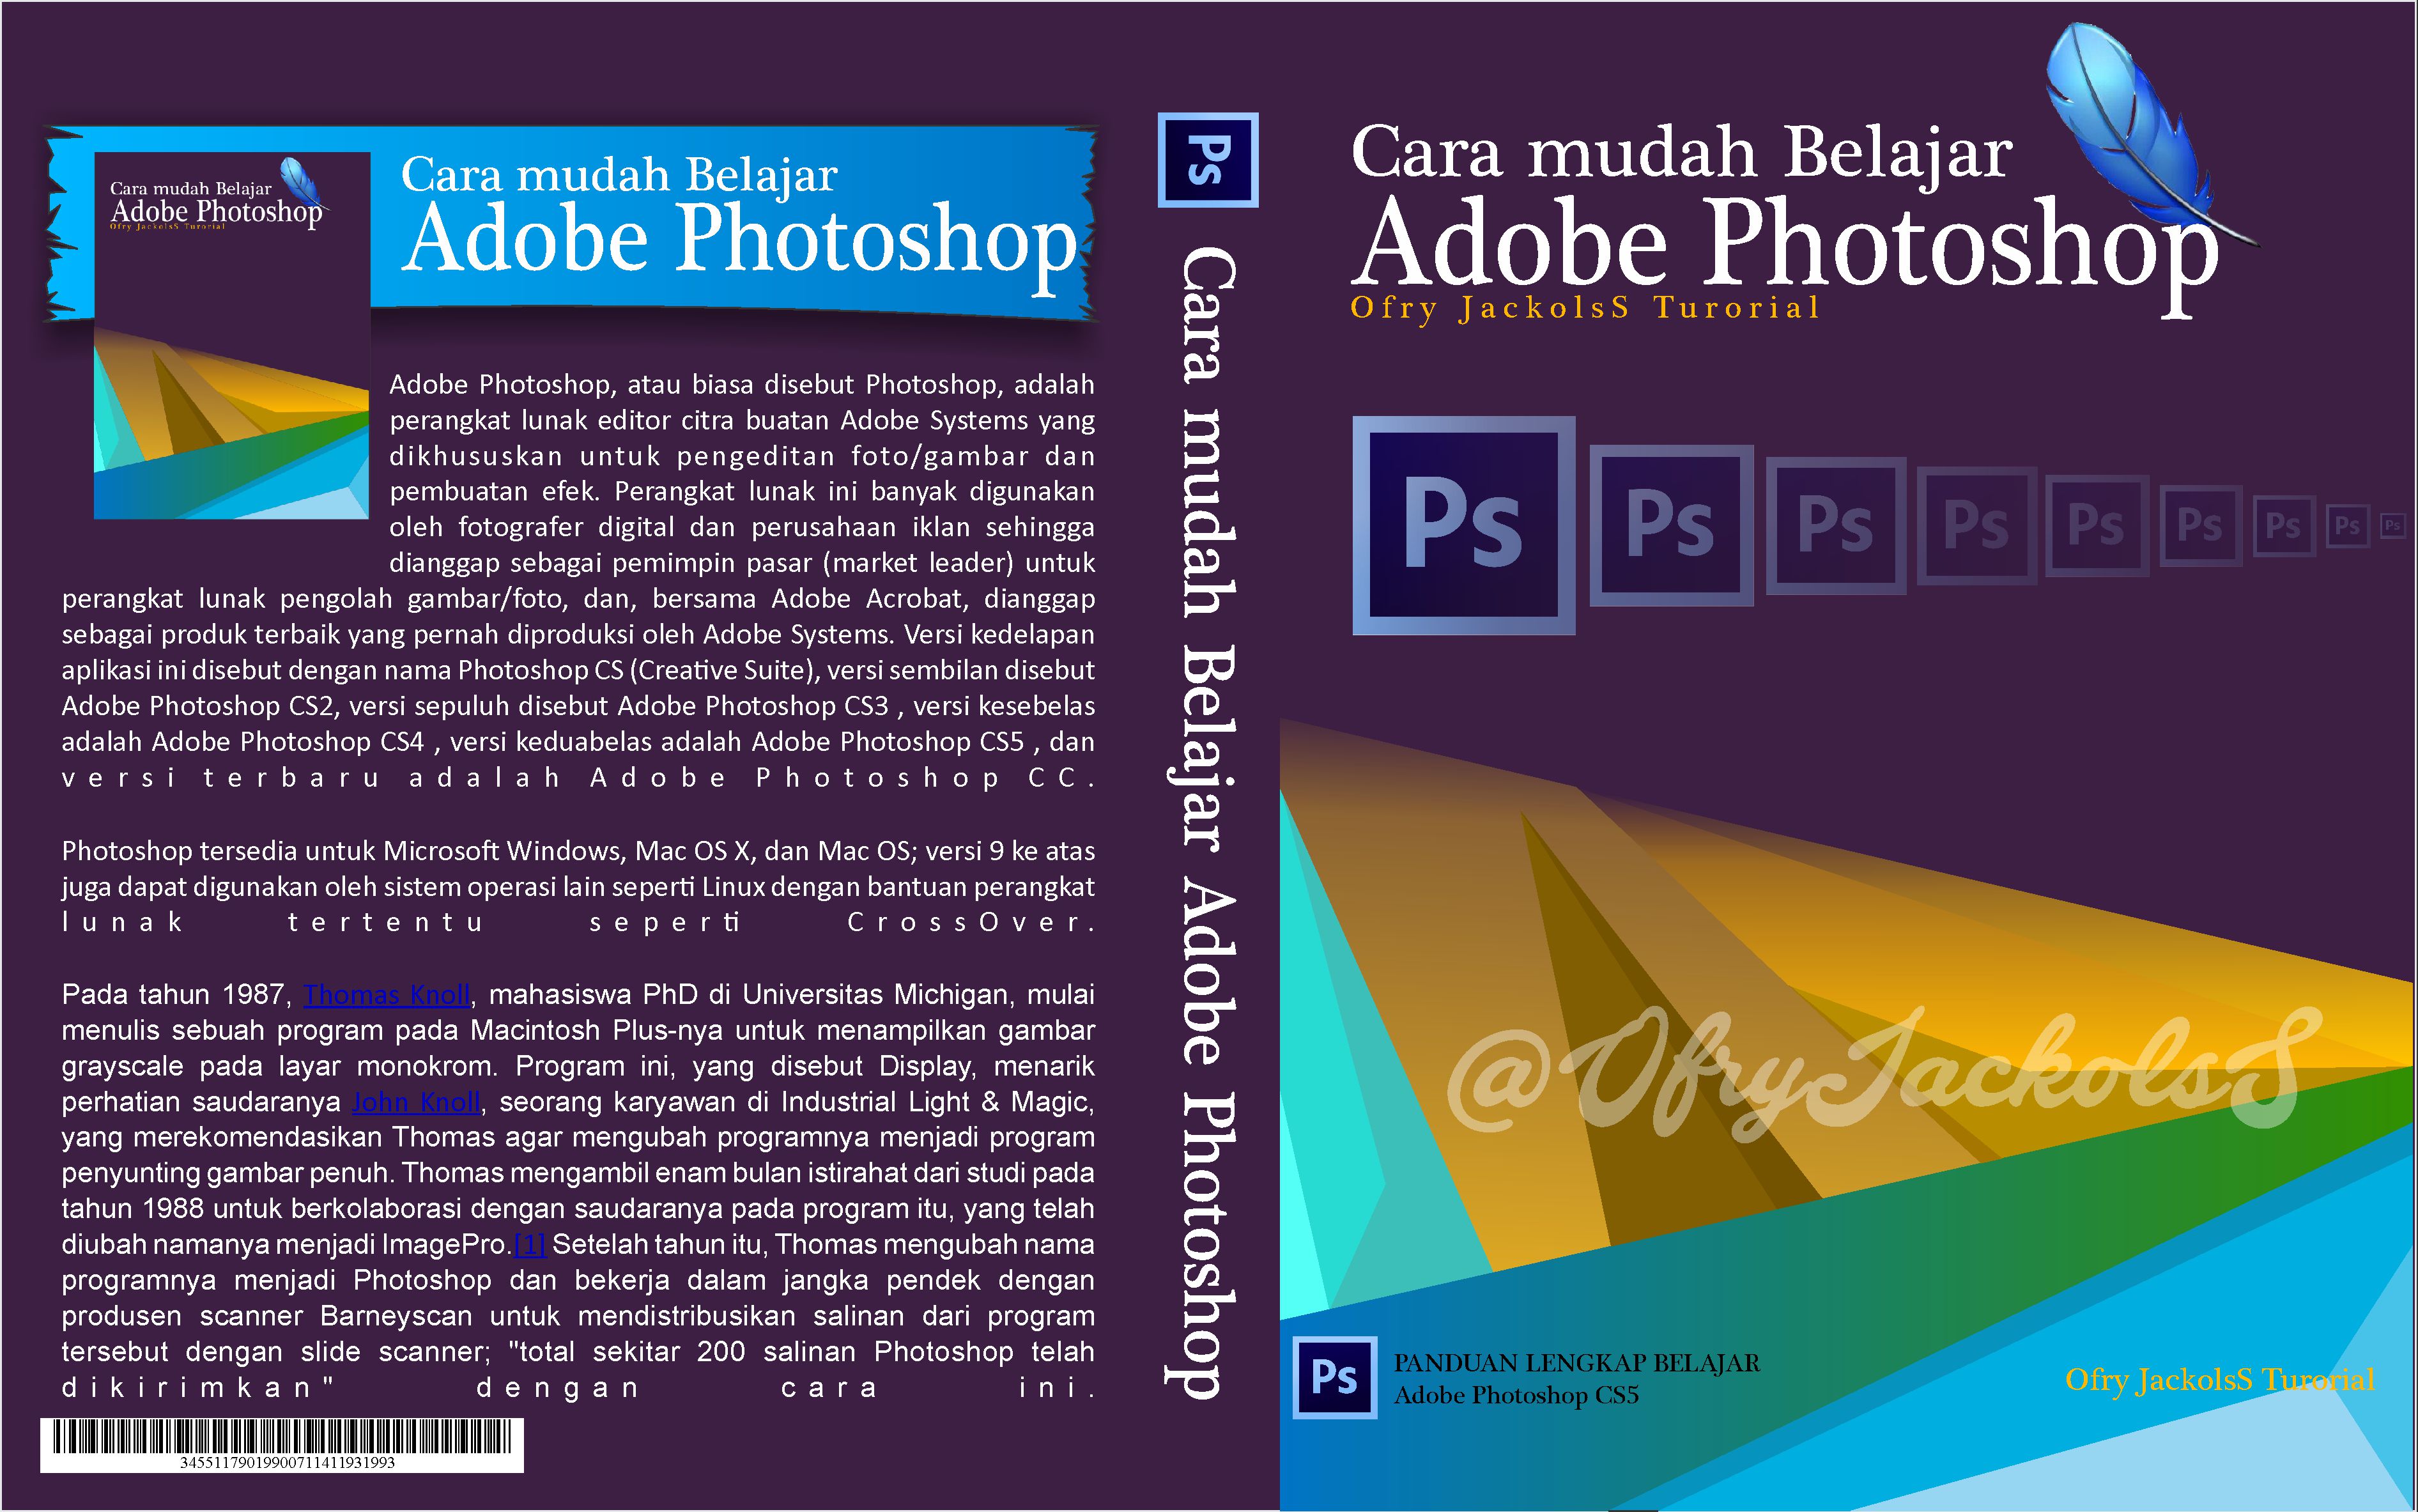 Cara mudah Belajar
Adobe Photoshop
Ofry JackolsS Turorial
Cara mudah Belajar
Adobe Photoshop
Adobe Photoshop, atau biasa disebut Photoshop, adalah
perangkat lunak editor citra buatan Adobe Systems yang
dikhususkan untuk pengeditan foto/gambar dan
pembuatan efek. Perangkat lunak ini banyak digunakan
oleh fotografer digital dan perusahaan iklan sehingga
dianggap sebagai pemimpin pasar (market leader) untuk
perangkat lunak pengolah gambar/foto, dan, bersama Adobe Acrobat, dianggap
sebagai produk terbaik yang pernah diproduksi oleh Adobe Systems. Versi kedelapan
aplikasi ini disebut dengan nama Photoshop CS (Creative Suite), versi sembilan disebut
Adobe Photoshop CS2, versi sepuluh disebut Adobe Photoshop CS3 , versi kesebelas
adalah Adobe Photoshop CS4 , versi keduabelas adalah Adobe Photoshop CS5 , dan
versi terbaru adalah Adobe Photoshop CC.
Photoshop tersedia untuk Microsoft Windows, Mac OS X, dan Mac OS; versi 9 ke atas
juga dapat digunakan oleh sistem operasi lain seperti Linux dengan bantuan perangkat
lunak tertentu seperti CrossOver.
Pada tahun 1987, Thomas Knoll, mahasiswa PhD di Universitas Michigan, mulai
menulis sebuah program pada Macintosh Plus-nya untuk menampilkan gambar
grayscale pada layar monokrom. Program ini, yang disebut Display, menarik
perhatian saudaranya John Knoll, seorang karyawan di Industrial Light & Magic,
yang merekomendasikan Thomas agar mengubah programnya menjadi program
penyunting gambar penuh. Thomas mengambil enam bulan istirahat dari studi pada
tahun 1988 untuk berkolaborasi dengan saudaranya pada program itu, yang telah
diubah namanya menjadi ImagePro.[1] Setelah tahun itu, Thomas mengubah nama
programnya menjadi Photoshop dan bekerja dalam jangka pendek dengan
produsen scanner Barneyscan untuk mendistribusikan salinan dari program
tersebut dengan slide scanner; "total sekitar 200 salinan Photoshop telah
dikirimkan" dengan cara ini.
34551179019900711411931993
Ps
Cara mudah Belajar Adobe Photoshop
Cara mudah Belajar
Adobe Photoshop
Ofry JackolsS Turorial
Ps Ps Ps Ps Ps Ps Ps Ps Ps
@OfryJackolsS
Ps
PANDUAN LENGKAP BELAJAR
Adobe Photoshop CS5
Ofry JackolsS Turorial